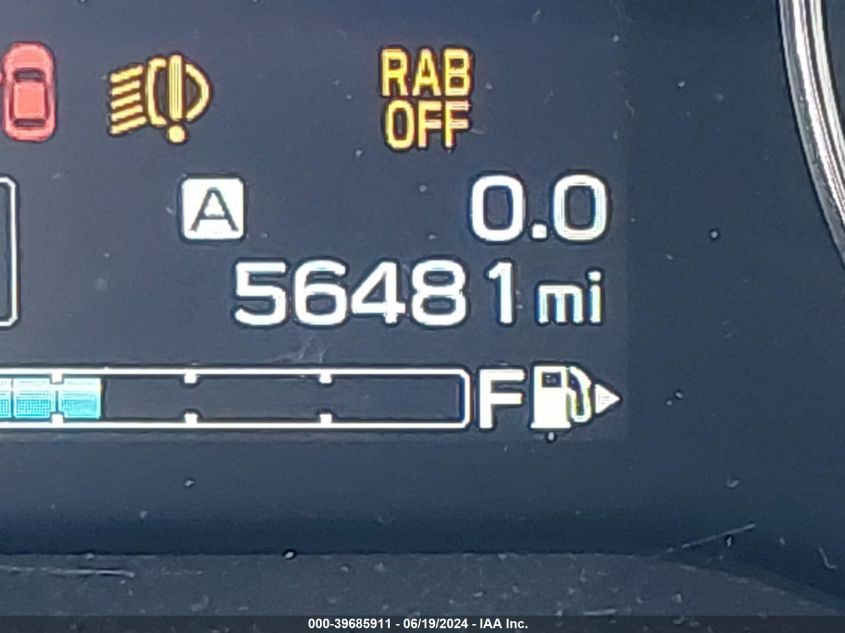 RAB
OFF
A 0.0
56481 mi
F
000-39685911 - 06/19/2024 - IAA Inc.